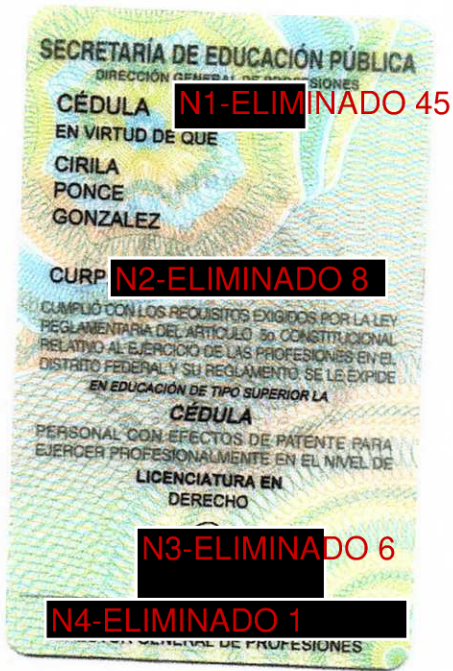 SECRETARÍA DE EDUCACIÓN PÚBLICA
DIRECCIÓN GENERAL DE PROFESIONES
CÉDULA N1-ELIMINADO 45
EN VIRTUD DE QUE
CIRILA
PONCE
GONZALEZ
CURP N2-ELIMINADO 8
CUMPLIÓ CON LOS REQUISITOS EXIGIDOS POR LA LEY
REGLAMENTARIA DEL ARTÍCULO 5o CONSTITUCIONAL
RELATIVO AL EJERCICIO DE LAS PROFESIONES EN EL
DISTRITO FEDERAL Y SU REGLAMENTO SE LE EXPIDE
EN EDUCACIÓN DE TIPO SUPERIOR LA
CÉDULA
PERSONAL CON EFECTOS DE PATENTE PARA
EJERCER PROFESIONALMENTE EN EL NIVEL DE
LICENCIATURA EN
DERECHO
N3-ELIMINADO 6
N4-ELIMINADO 1
DIRECTOR GENERAL DE PROFESIONES